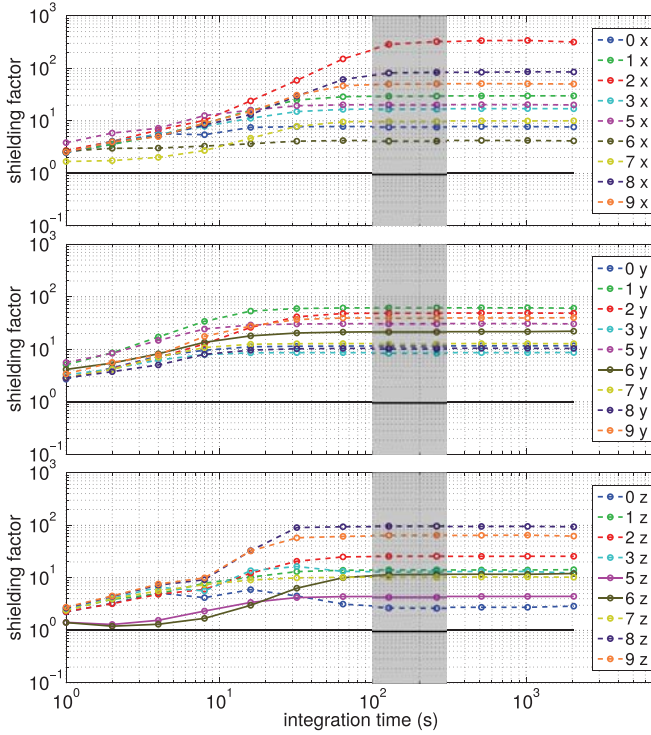 10^3
10^2
10^1
10^0
10^-1
shielding factor
0 x
1 x
2 x
3 x
5 x
6 x
7 x
8 x
9 x
10^3
10^2
10^1
10^0
10^-1
shielding factor
0 y
1 y
2 y
3 y
5 y
6 y
7 y
8 y
9 y
10^3
10^2
10^1
10^0
10^-1
shielding factor
0 z
1 z
2 z
3 z
5 z
6 z
7 z
8 z
9 z
10^0 10^1 10^2 10^3
integration time (s)